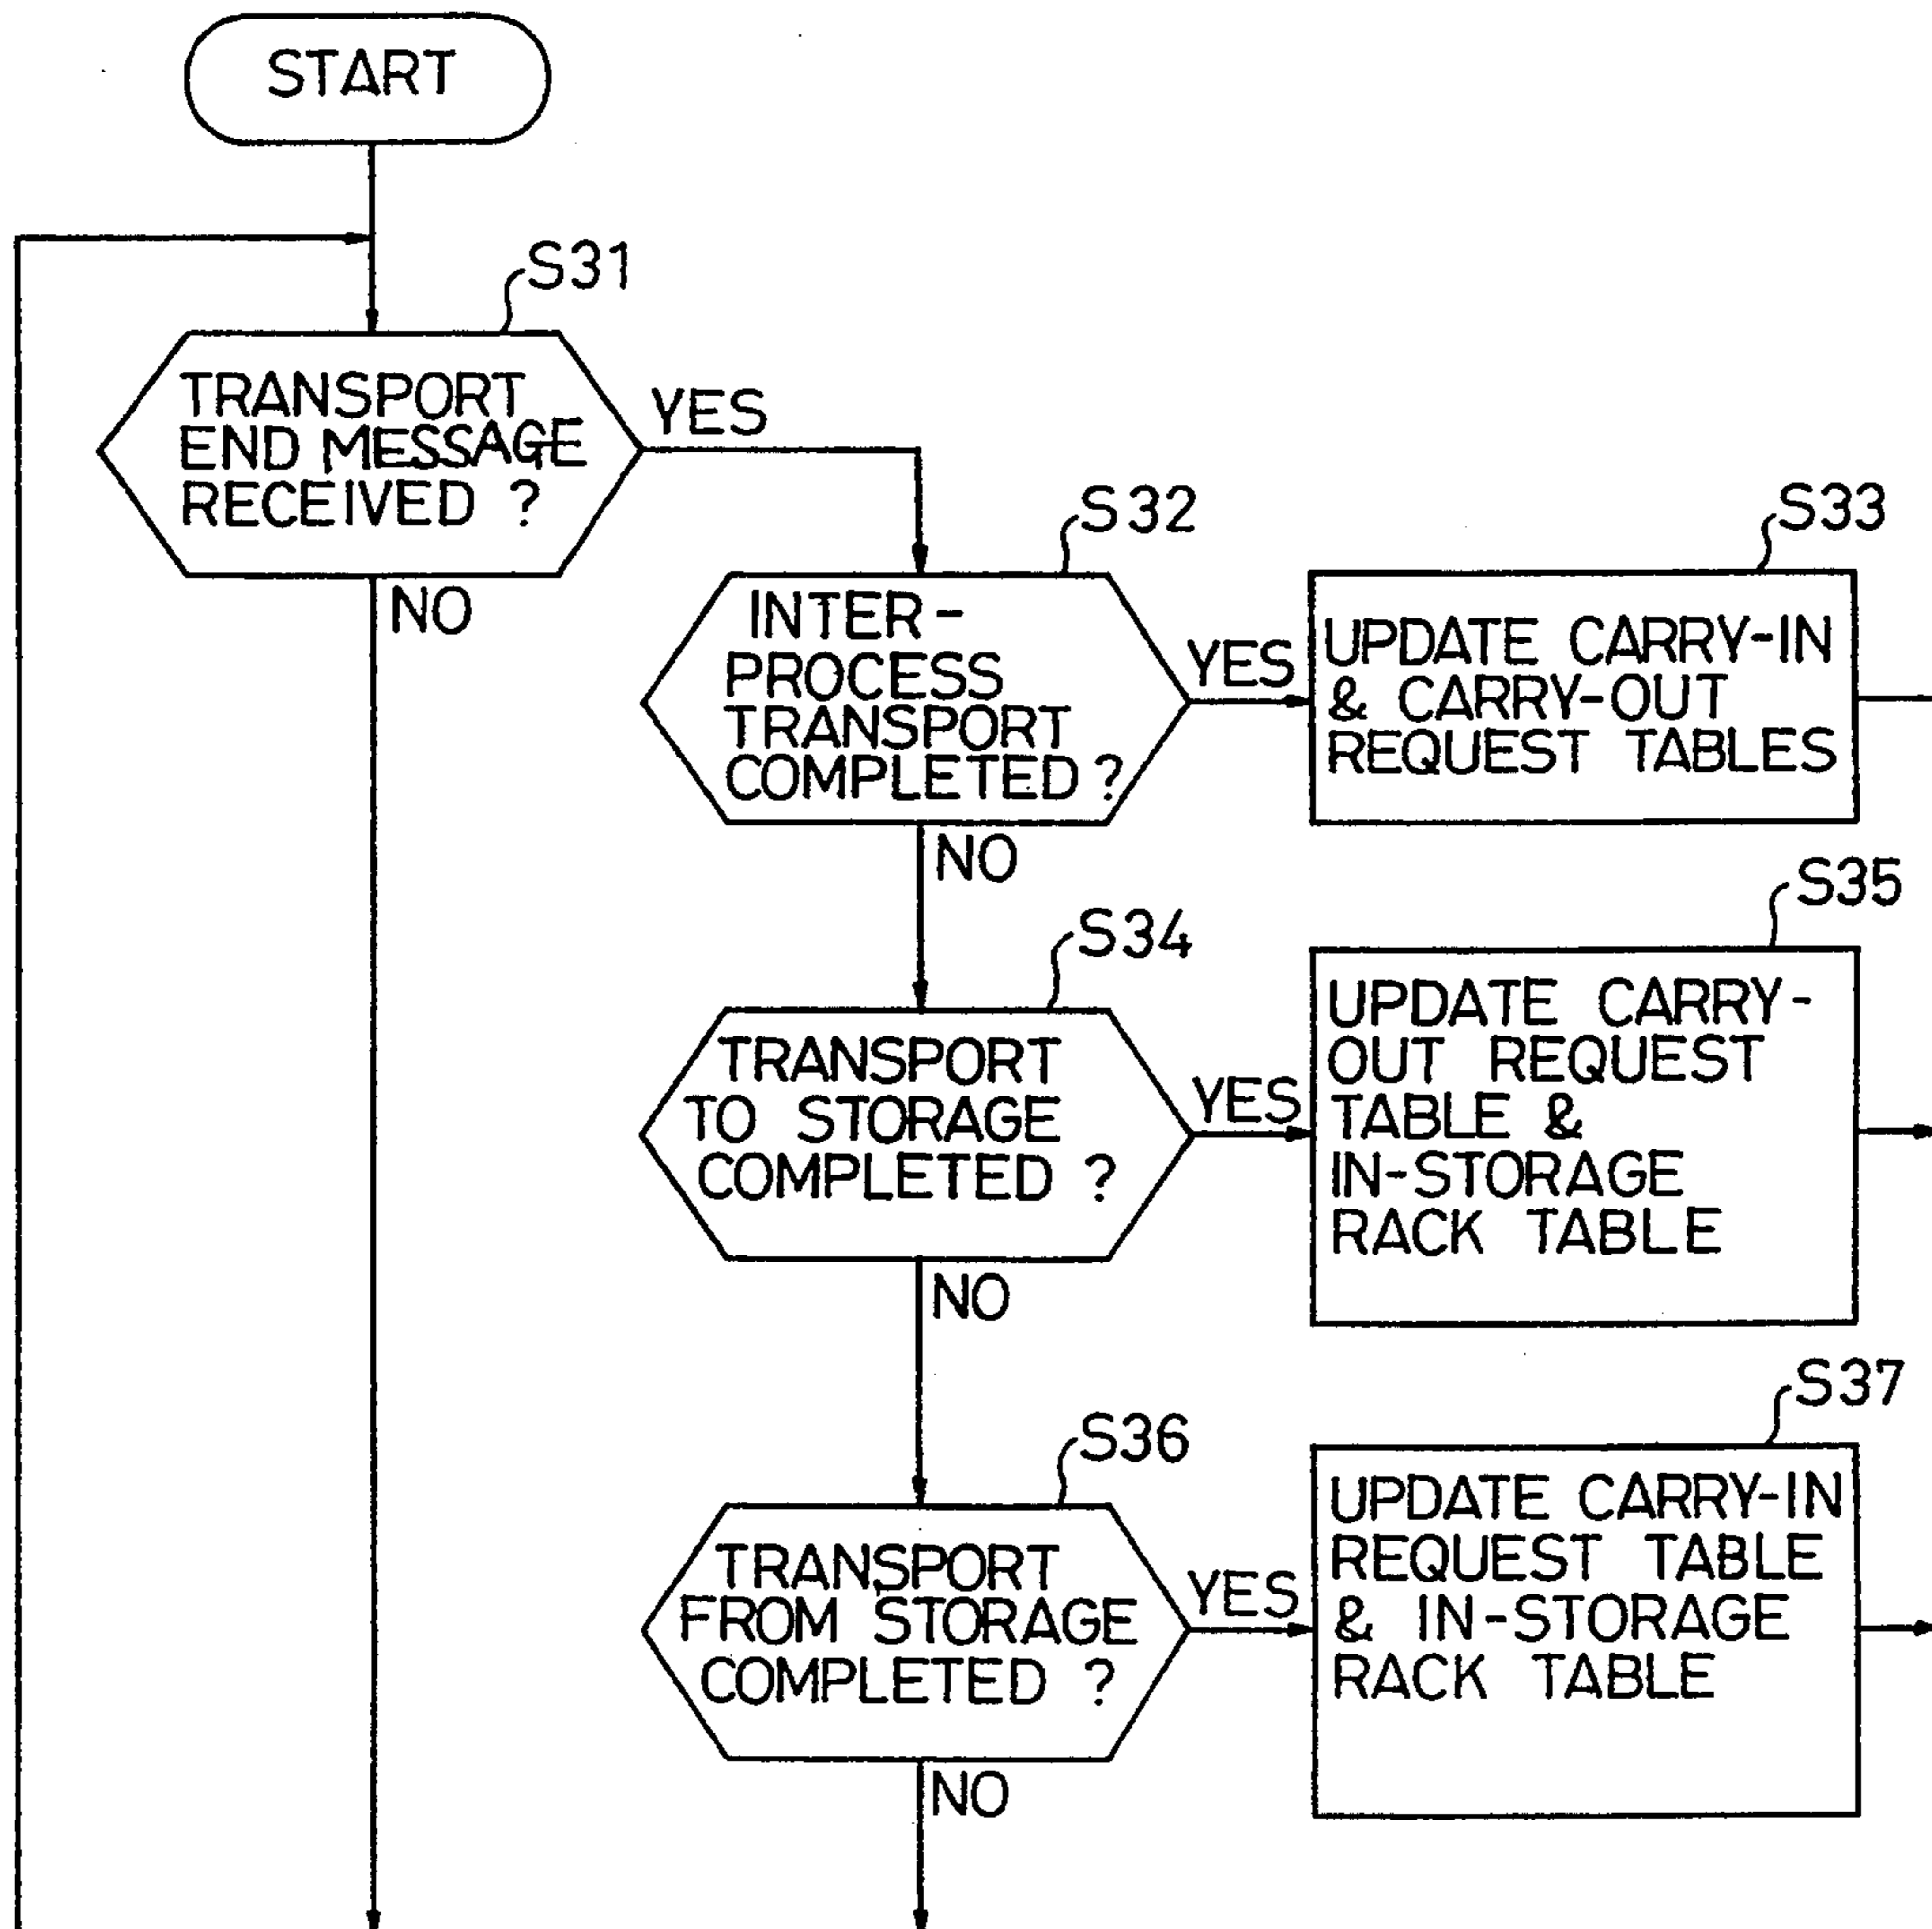 START
S31
TRANSPORT
END MESSAGE
RECEIVED ?
YES
NO
S32
INTER-
PROCESS
TRANSPORT
COMPLETED ?
YES
NO
S33
UPDATE CARRY-IN
& CARRY-OUT
REQUEST TABLES
S34
TRANSPORT
TO STORAGE
COMPLETED ?
YES
NO
S35
UPDATE CARRY-
OUT REQUEST
TABLE &
IN-STORAGE
RACK TABLE
S36
TRANSPORT
FROM STORAGE
COMPLETED ?
YES
NO
S37
UPDATE CARRY-IN
REQUEST TABLE
& IN-STORAGE
RACK TABLE